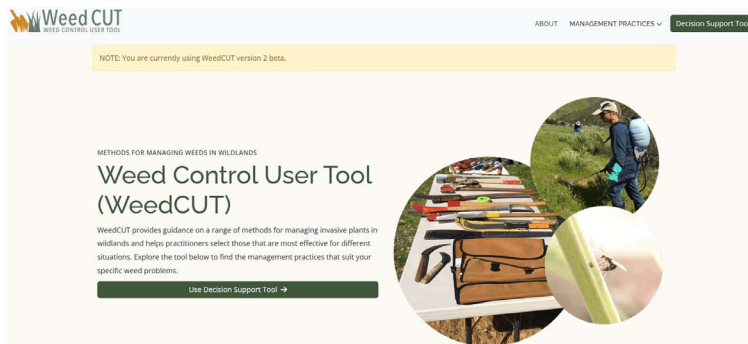 Weed CUT
WEED CONTROL USER TOOL
ABOUT MANAGEMENT PRACTICES Decision Support Too
NOTE: You are currently using WeedCUT version 2 beta.
METHODS FOR MANAGING WEEDS IN WILDLANDS
Weed Control User Tool
(WeedCUT)
WeedCUT provides guidance on a range of methods for managing invasive plants in
wildlands and helps practitioners select those that are most effective for different
situations. Explore the tool below to find the management practices that suit your
specific weed problems.
Use Decision Support Tool →